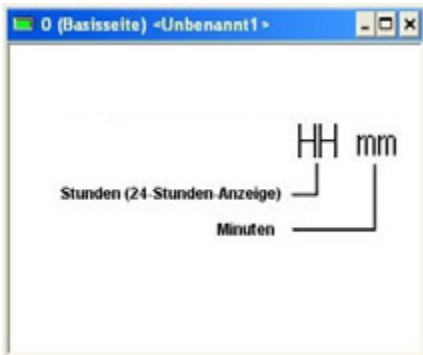 0 (Basisseite) <Unbenannt1>
HH mm
Stunden (24-Stunden-Anzeige)
Minuten